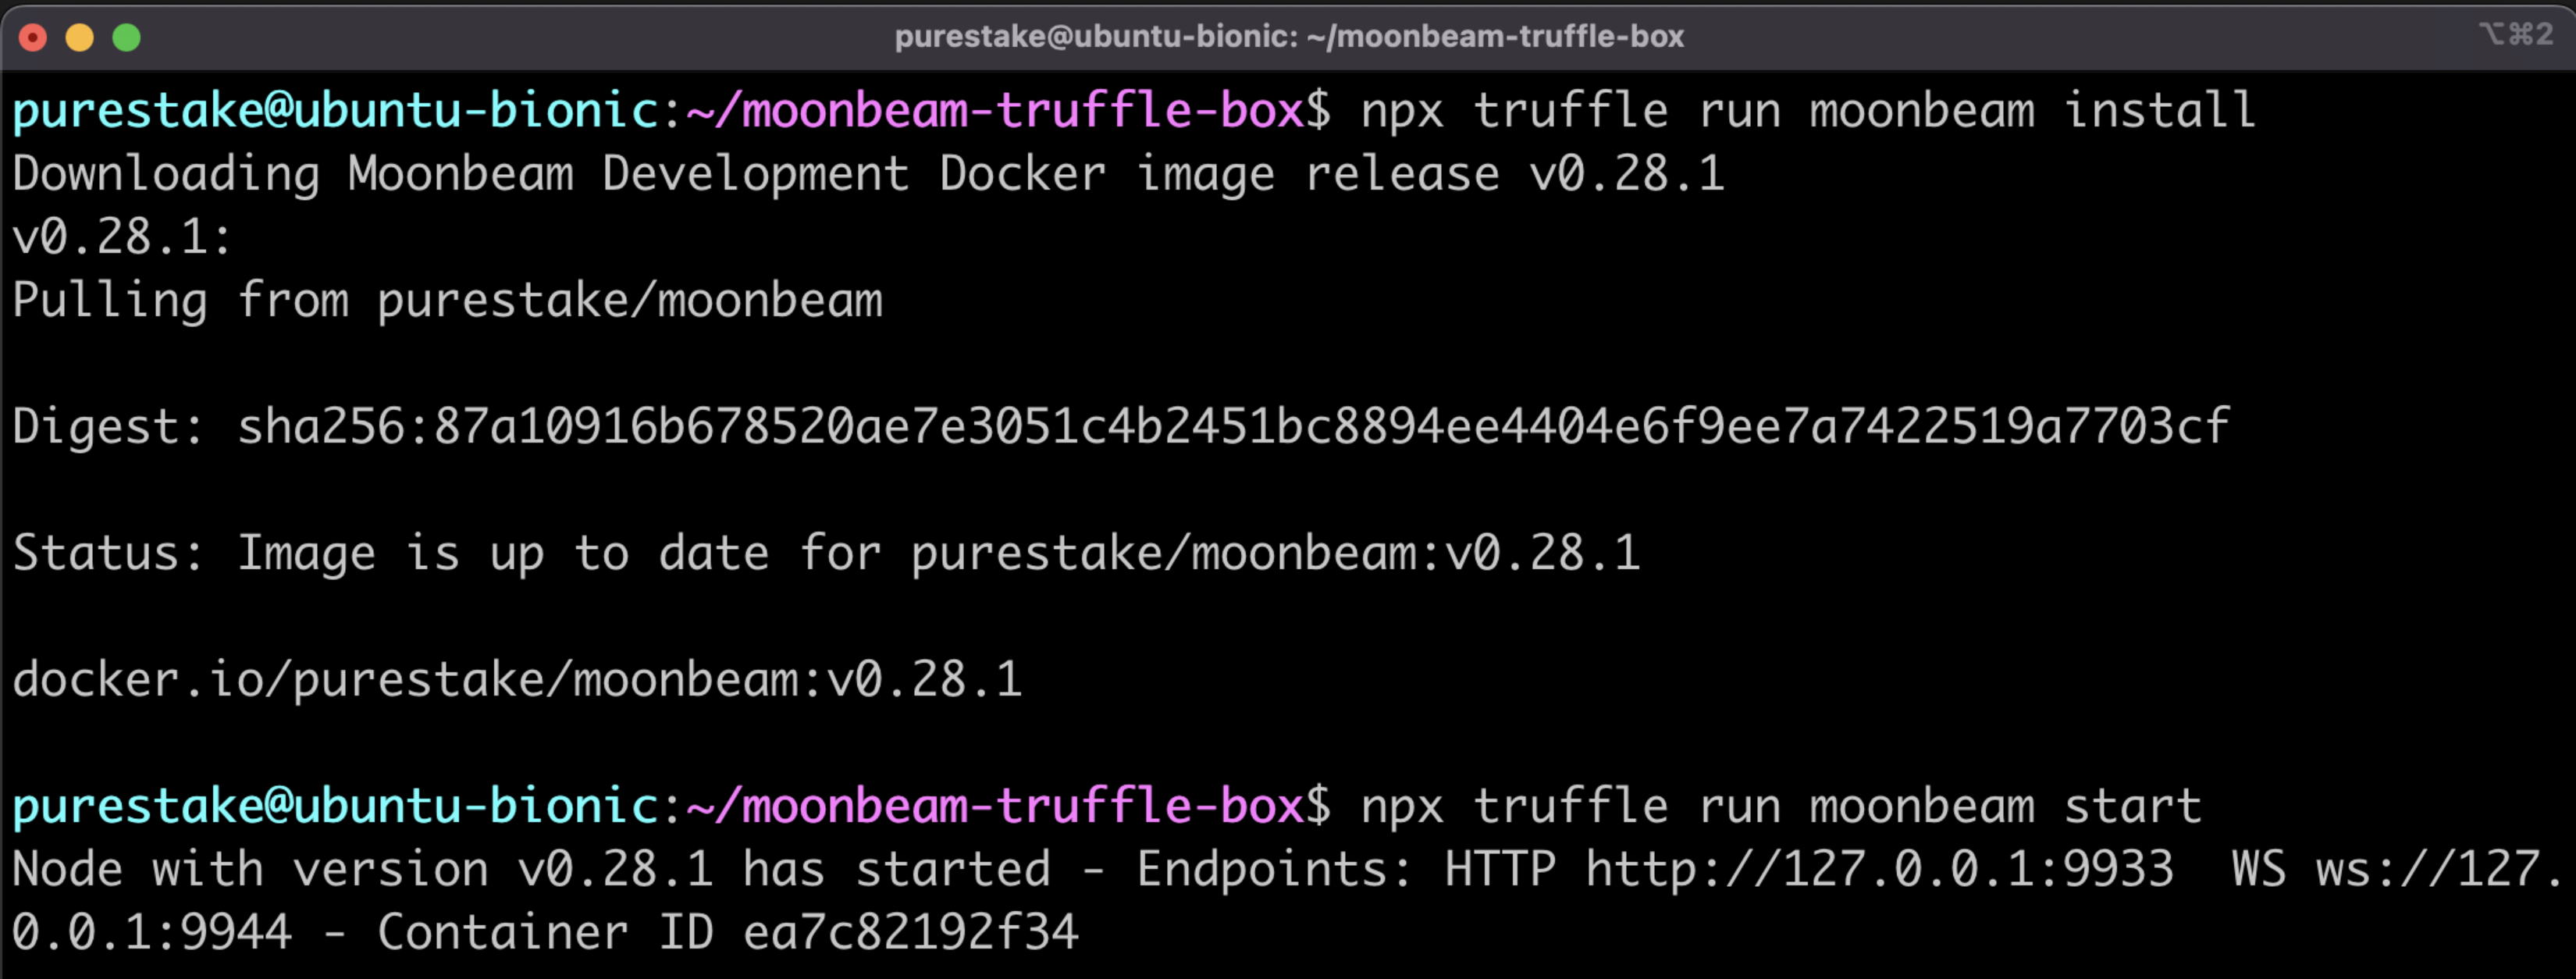 purestake@ubuntu-bionic: ~/moonbeam-truffle-box
⌥⌘2
purestake@ubuntu-bionic:~/moonbeam-truffle-box$ npx truffle run moonbeam install
Downloading Moonbeam Development Docker image release v0.28.1
v0.28.1:
Pulling from purestake/moonbeam
Digest: sha256:87a10916b678520ae7e3051c4b2451bc8894ee4404e6f9ee7a7422519a7703cf
Status: Image is up to date for purestake/moonbeam:v0.28.1
docker.io/purestake/moonbeam:v0.28.1
purestake@ubuntu-bionic:~/moonbeam-truffle-box$ npx truffle run moonbeam start
Node with version v0.28.1 has started - Endpoints: HTTP http://127.0.0.1:9933  WS ws://127.
0.0.1:9944 - Container ID ea7c82192f34